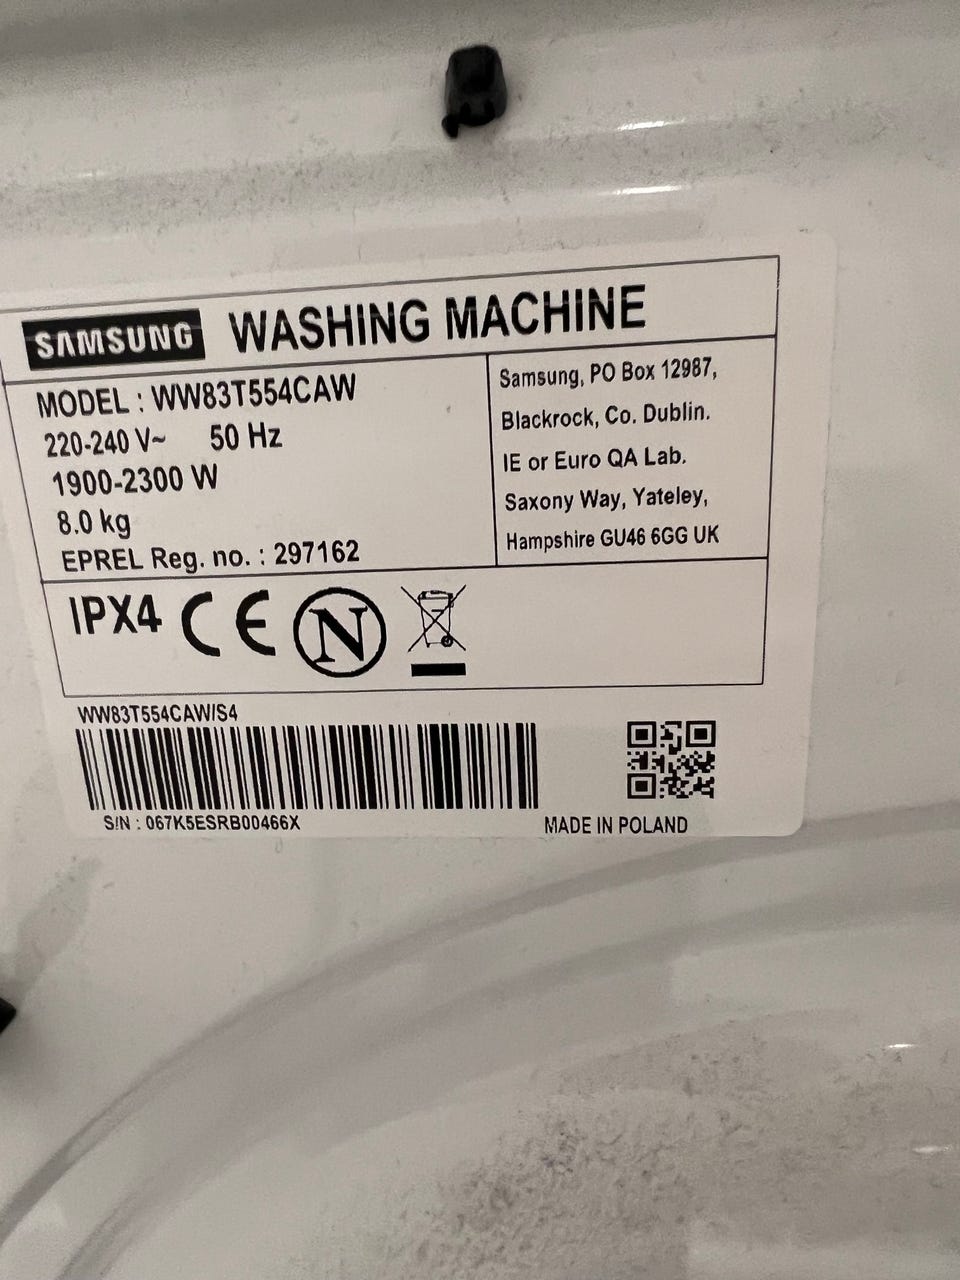 SAMSUNG WASHING MACHINE
MODEL : WW83T554CAW
220-240 V~ 50 Hz
1900-2300 W
8.0 kg
EPREL Reg. no. : 297162
Samsung, PO Box 12987,
Blackrock, Co. Dublin.
IE or Euro QA Lab.
Saxony Way, Yateley,
Hampshire GU46 6GG UK
IPX4 CE N
WW83T554CAW/S4
S/N : 067K5ESRB00466X
MADE IN POLAND